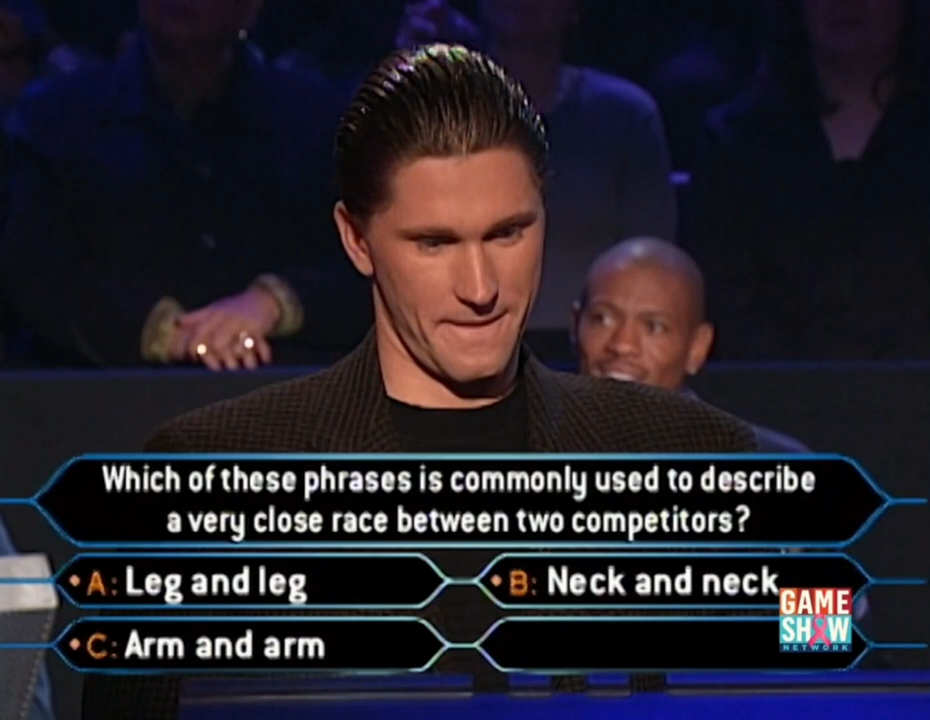 Which of these phrases is commonly used to describe
a very close race between two competitors?
A: Leg and leg
B: Neck and neck
C: Arm and arm
GAME
SHOW
NETWORK